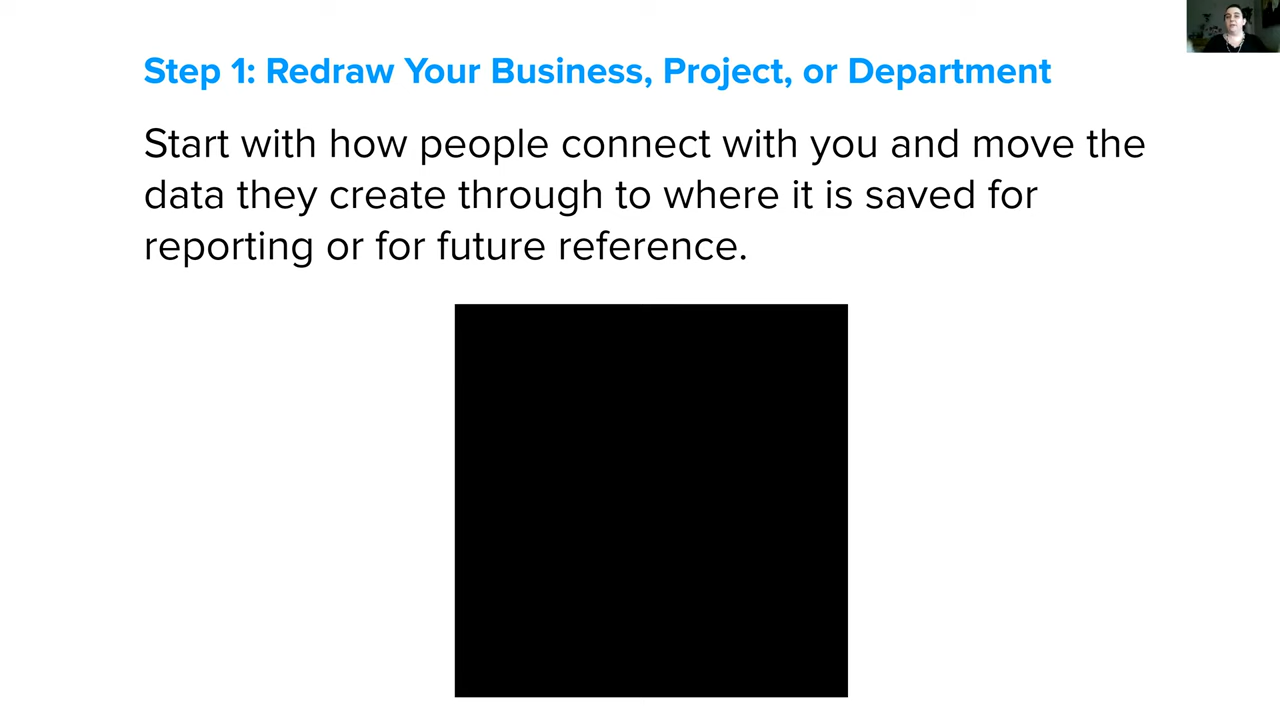 Step 1: Redraw Your Business, Project, or Department
Start with how people connect with you and move the
data they create through to where it is saved for
reporting or for future reference.